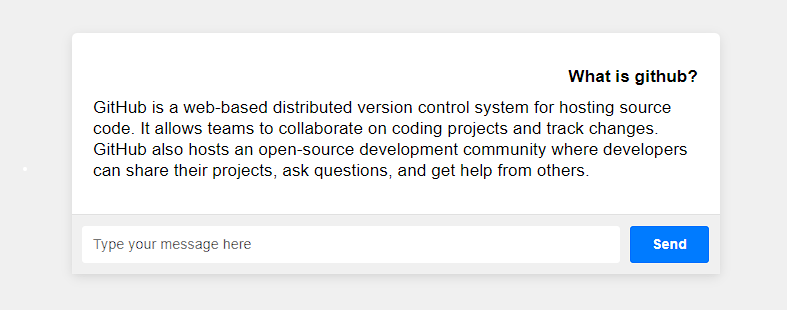 What is github?
GitHub is a web-based distributed version control system for hosting source
code. It allows teams to collaborate on coding projects and track changes.
GitHub also hosts an open-source development community where developers
can share their projects, ask questions, and get help from others.
Type your message here
Send